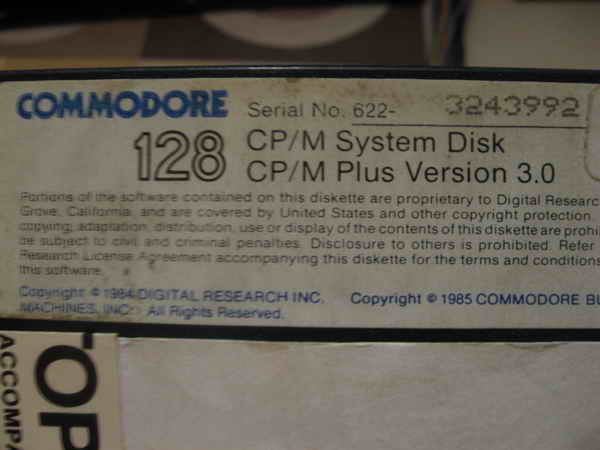 COMMODORE Serial No. 622- 3243992
128 CP/M System Disk
CP/M Plus Version 3.0
Portions of the software contained on this diskette are proprietary to Digital Researc
Grove, California, and are covered by United States and other copyright protection.
copying, adaptation, distribution, use or display of the contents of this diskette are prohi
be subject to civil and criminal penalties. Disclosure to others is prohibited. Refer
Research License Agreement accompanying this diskette for the terms and conditions
this software.
Copyright © 1984 DIGITAL RESEARCH INC. Copyright © 1985 COMMODORE BU
MACHINES, INC. All Rights Reserved.
TOP
ACCOMPA